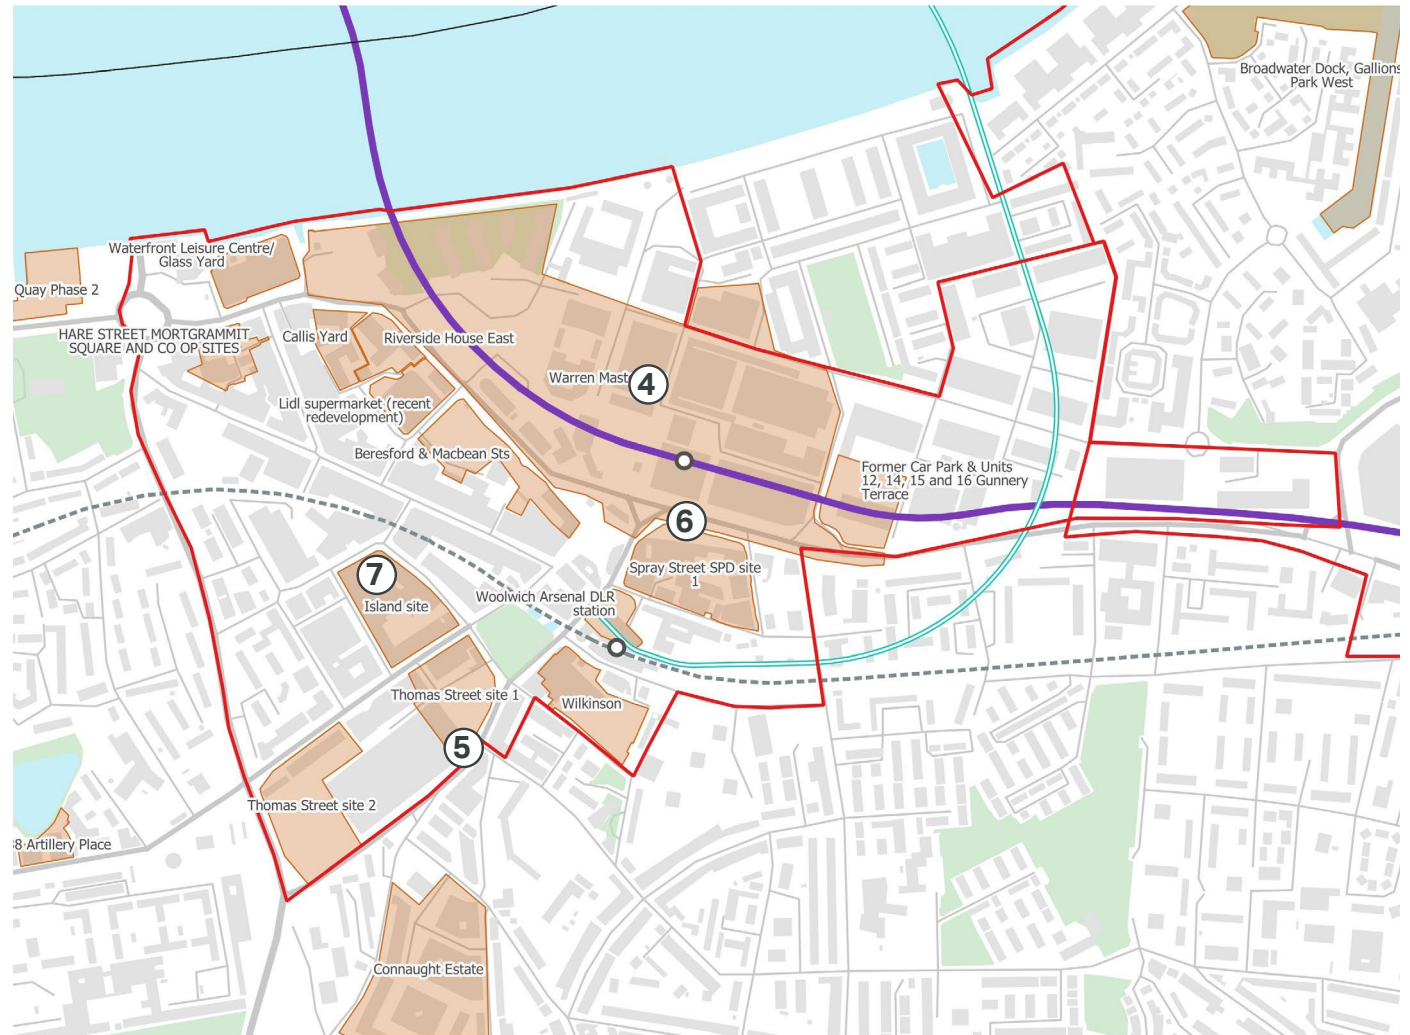 Broadwater Dock, Gallions
Park West
Waterfront Leisure Centre/
Glass Yard
Quay Phase 2
HARE STREET MORTGRAMMIT
SQUARE AND CO OP SITES
Callis Yard
Riverside House East
Warren Mast
4
Lidl supermarket (recent
redevelopment)
Beresford & Macbean Sts
Former Car Park & Units
12, 14, 15 and 16 Gunnery
Terrace
6
7
Spray Street SPD site
1
Island site
Woolwich Arsenal DLR
station
Thomas Street site 1
Wilkinson
5
Thomas Street site 2
8 Artillery Place
Connaught Estate